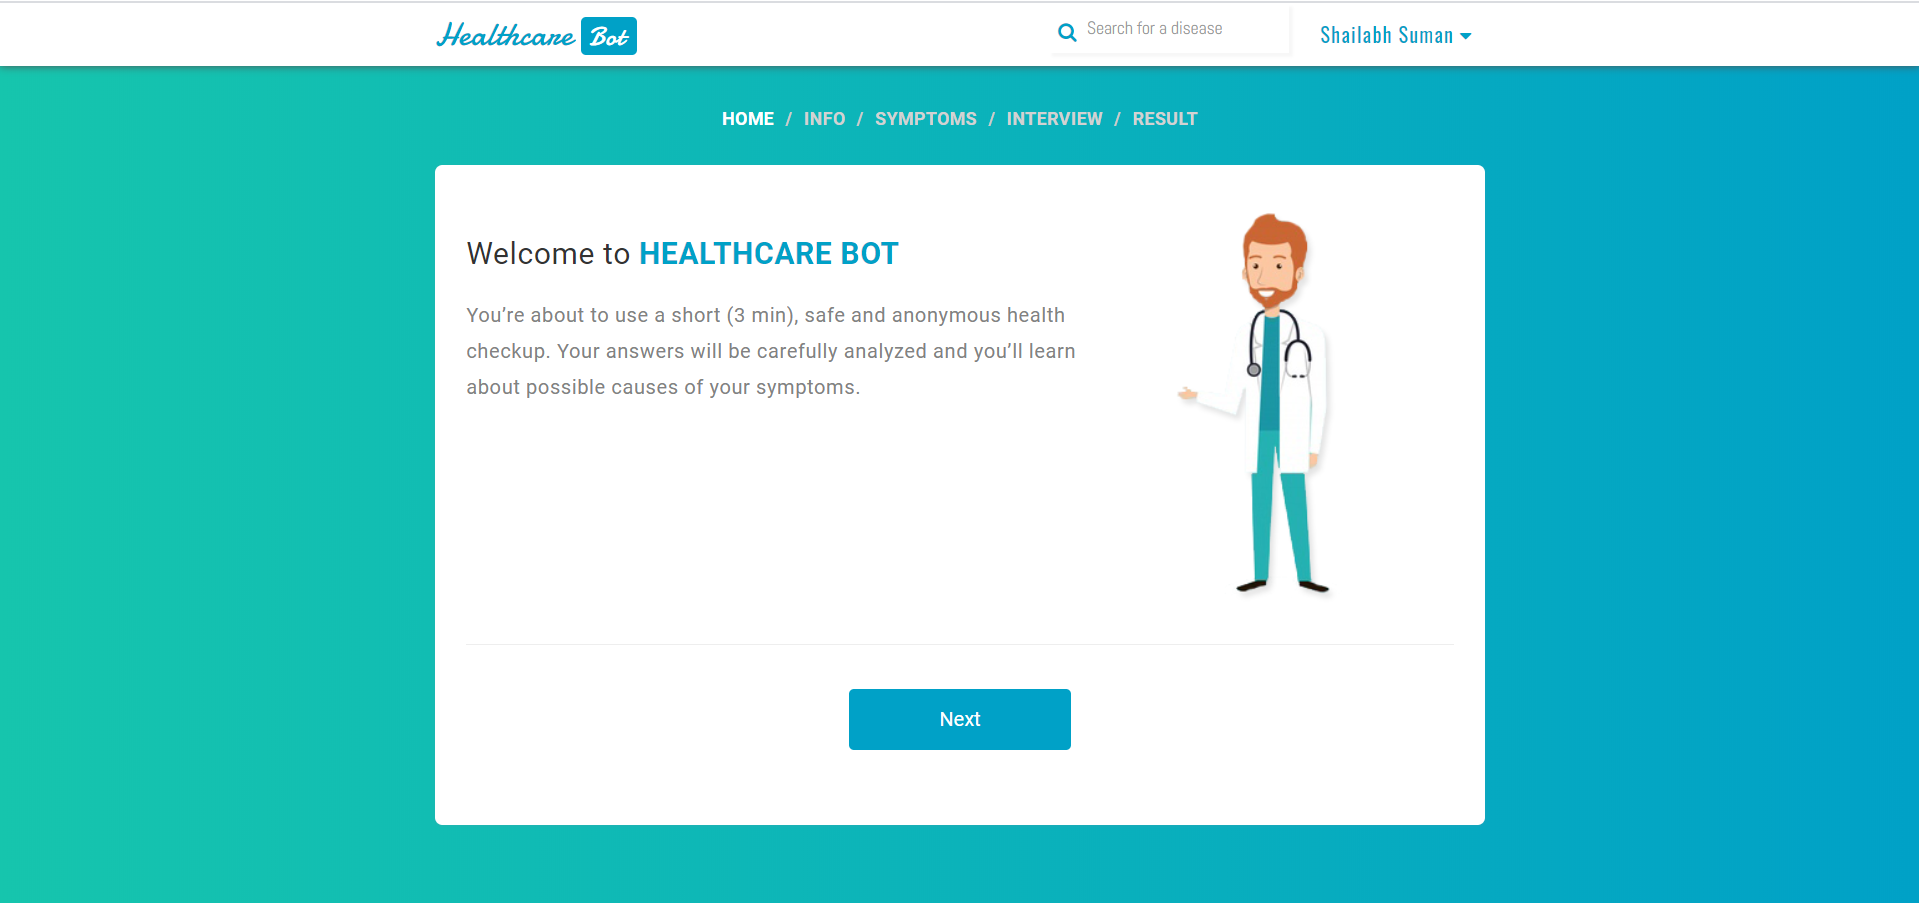 Healthcare Bot
Search for a disease
Shailabh Suman
HOME / INFO / SYMPTOMS / INTERVIEW / RESULT
Welcome to HEALTHCARE BOT
You’re about to use a short (3 min), safe and anonymous health
checkup. Your answers will be carefully analyzed and you’ll learn
about possible causes of your symptoms.
Next